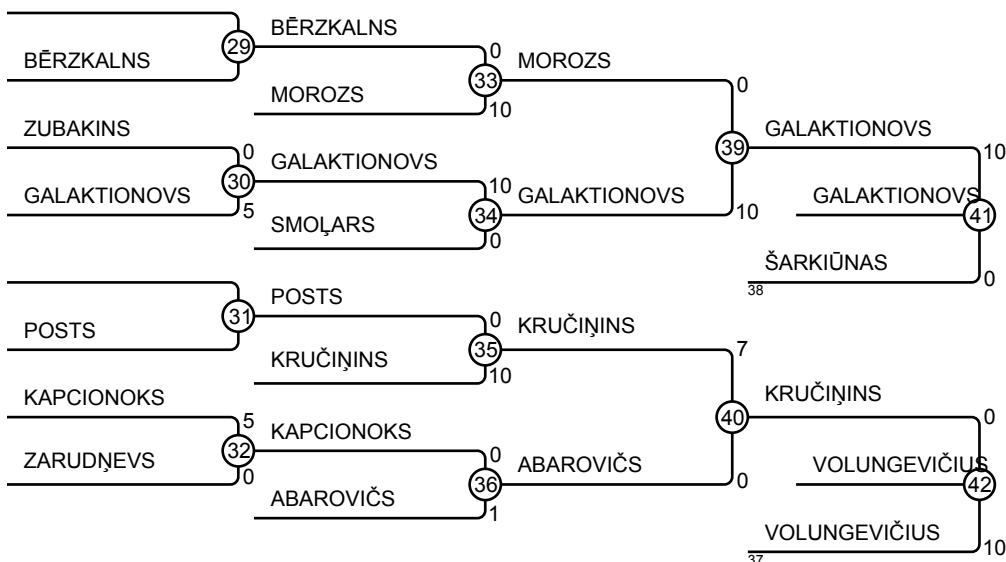 BĒRZKALNS
29
BĒRZKALNS
0
33
MOROZS
MOROZS
10
0
ZUBAKINS
39
GALAKTIONOVS
0
10
30
GALAKTIONOVS
10
GALAKTIONOVS
5
34
GALAKTIONOVS
10
GALAKTIONOVS
41
SMOĻARS
0
ŠARKIŪNAS
0
38
POSTS
31
0
KRUČIŅINS
POSTS
35
7
KRUČIŅINS
10
KAPCIONOKS
5
40
KRUČIŅINS
0
32
KAPCIONOKS
ZARUDŅEVS
0
0
ABAROVIČS
0
VOLUNGEVIČIUS
36
42
ABAROVIČS
1
VOLUNGEVIČIUS
10
37